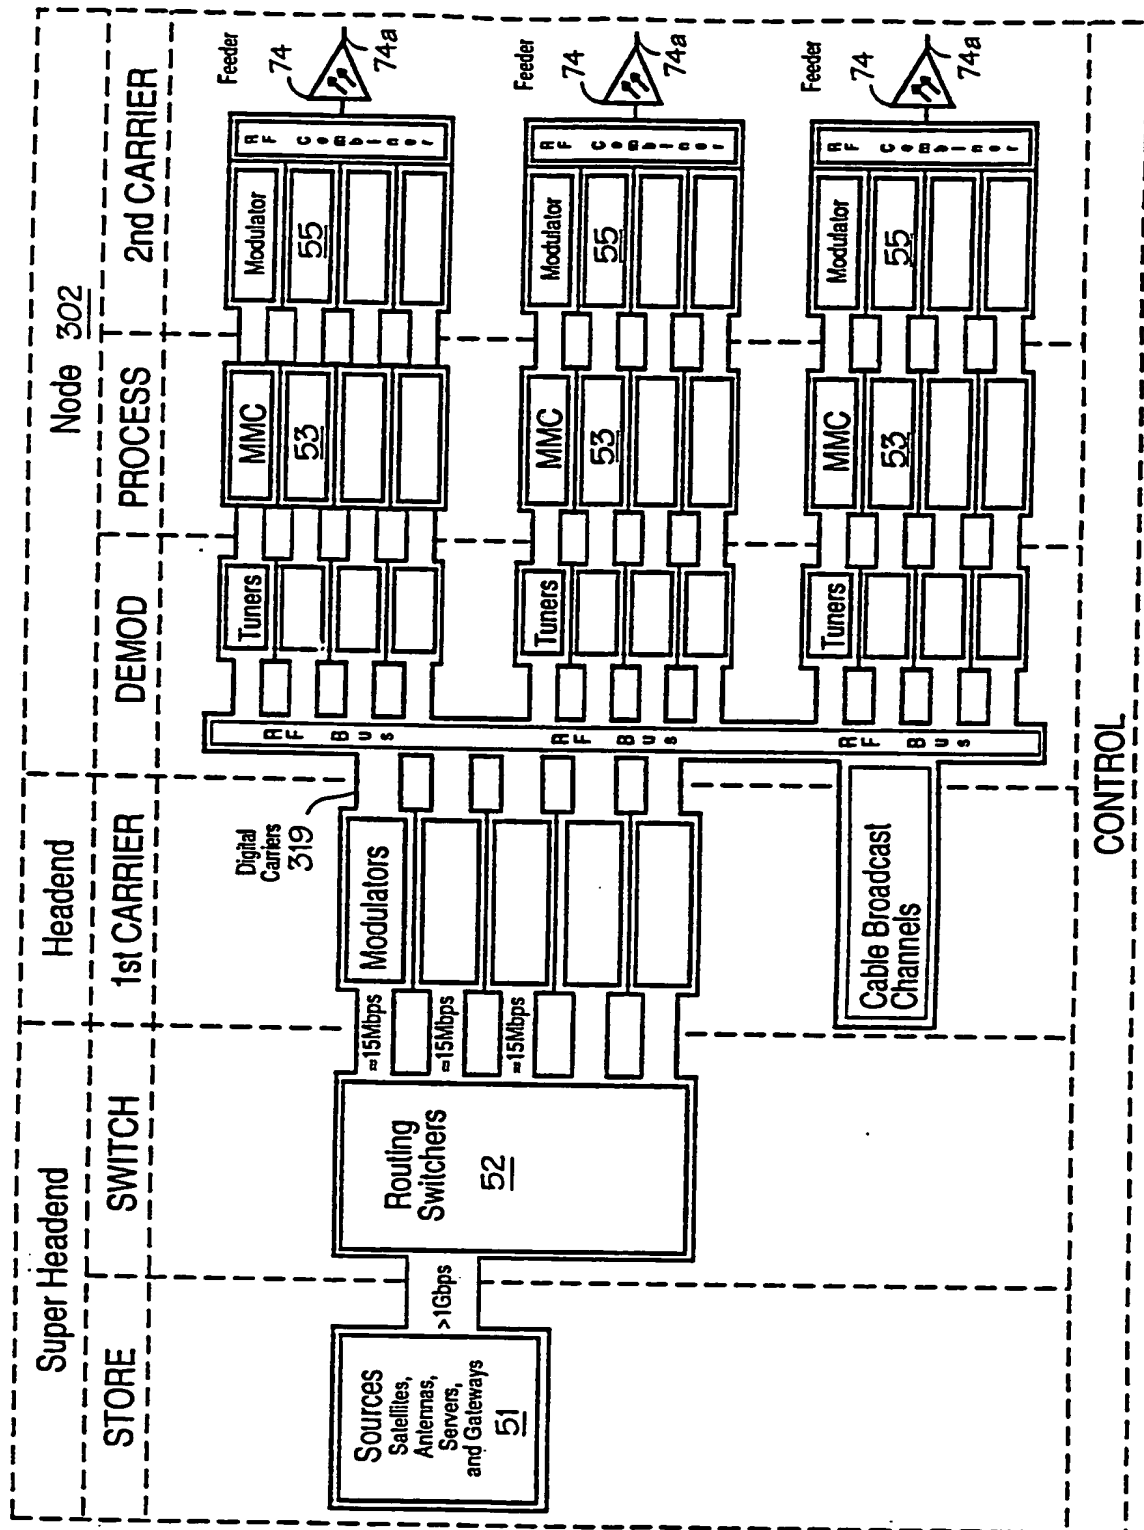 Super Headend
Headend
Node 302
STORE
SWITCH
1st CARRIER
DEMOD
PROCESS
2nd CARRIER
Sources
Satellites,
Antennas,
Servers,
and Gateways
51
>1Gbps
Routing
Switchers
52
≈15Mbps
≈15Mbps
≈15Mbps
Modulators
Digital
Carriers
319
Cable Broadcast
Channels
RF Bus
RF Bus
RF Bus
Tuners
MMC
53
Modulator
55
RF Combiner
Feeder
74
74a
Tuners
MMC
53
Modulator
55
RF Combiner
Feeder
74
74a
Tuners
MMC
53
Modulator
55
RF Combiner
Feeder
74
74a
CONTROL